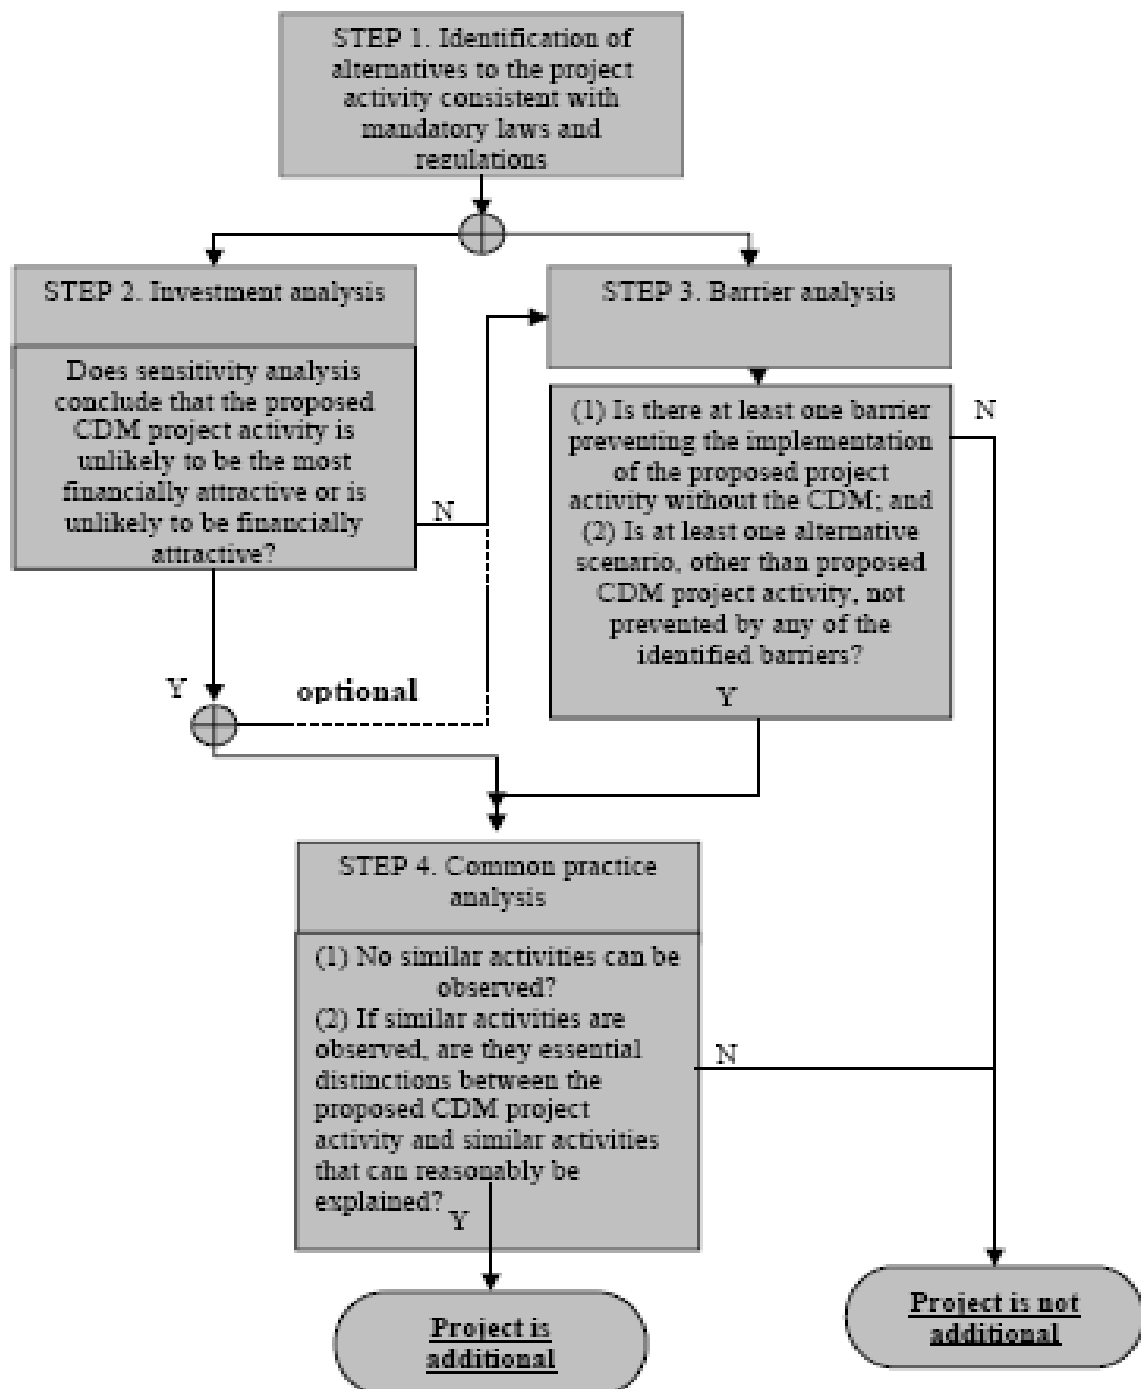 STEP 1. Identification of
alternatives to the project
activity consistent with
mandatory laws and
regulations
STEP 2. Investment analysis
Does sensitivity analysis
conclude that the proposed
CDM project activity is
unlikely to be the most
financially attractive or is
unlikely to be financially
attractive?
N
Y
optional
STEP 3. Barrier analysis
(1) Is there at least one barrier
preventing the implementation
of the proposed project
activity without the CDM; and
(2) Is at least one alternative
scenario, other than proposed
CDM project activity, not
prevented by any of the
identified barriers?
Y
N
STEP 4. Common practice
analysis
(1) No similar activities can be
observed?
(2) If similar activities are
observed, are they essential
distinctions between the
proposed CDM project
activity and similar activities
that can reasonably be
explained?
Y
N
Project is
additional
Project is not
additional